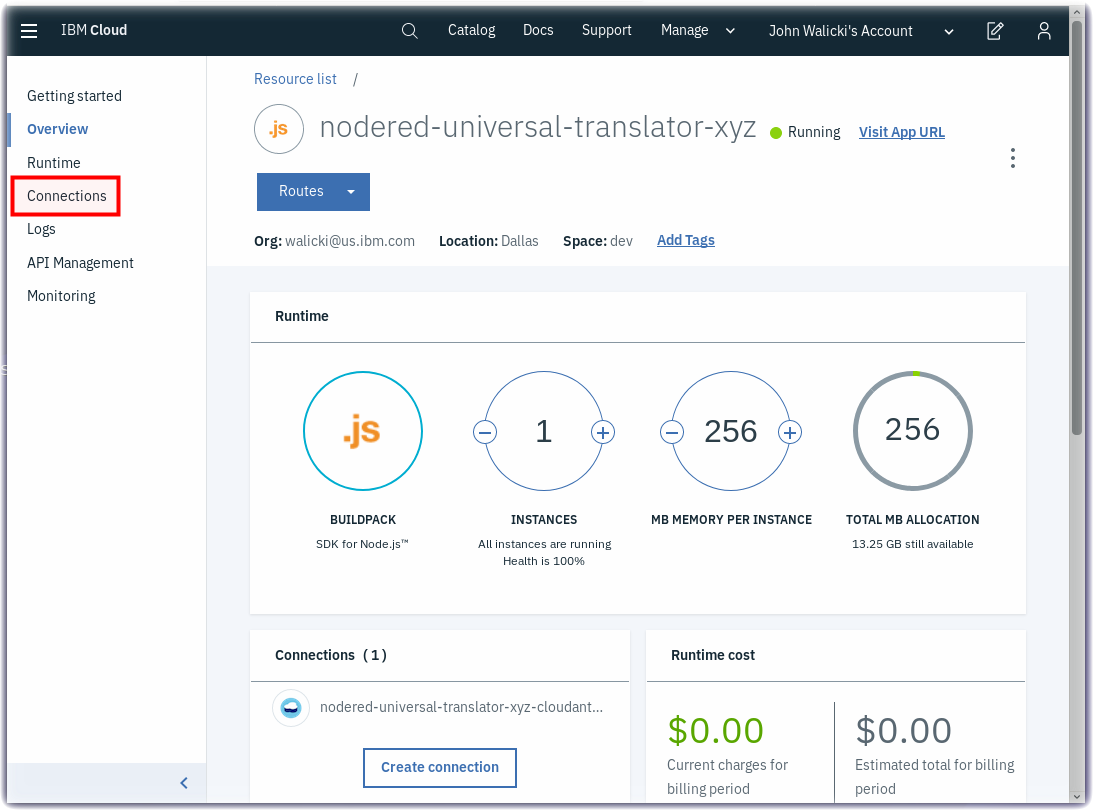 IBM Cloud
Catalog
Docs
Support
Manage
John Walicki's Account
Getting started
Overview
Runtime
Connections
Logs
API Management
Monitoring
Resource list /
.js
nodered-universal-translator-xyz
Running
Visit App URL
Routes
Org: walicki@us.ibm.com
Location: Dallas
Space: dev
Add Tags
Runtime
.js
BUILDPACK
SDK for Node.js™
1
INSTANCES
All instances are running
Health is 100%
256
MB MEMORY PER INSTANCE
256
TOTAL MB ALLOCATION
13.25 GB still available
Connections (1)
nodered-universal-translator-xyz-cloudant...
Create connection
Runtime cost
$0.00
Current charges for
billing period
$0.00
Estimated total for billing
period